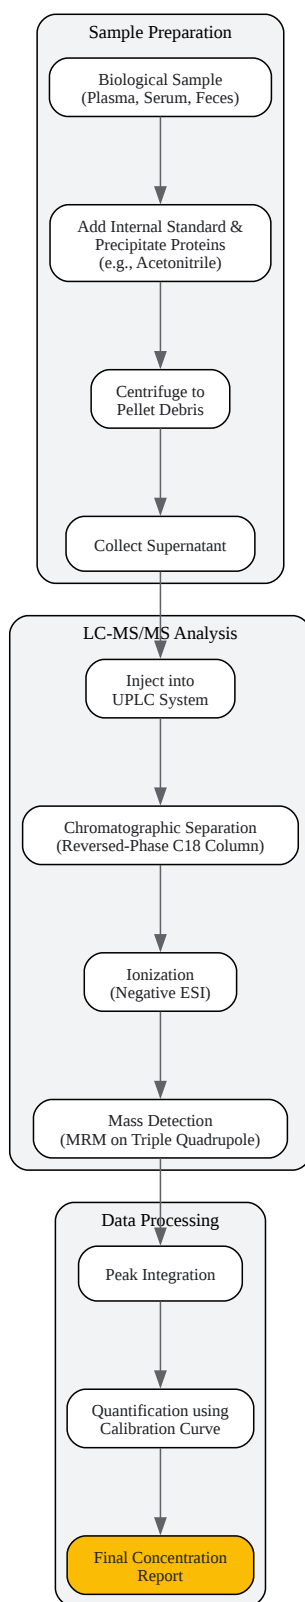 Sample Preparation
Biological Sample
(Plasma, Serum, Feces)
Add Internal Standard &
Precipitate Proteins
(e.g., Acetonitrile)
Centrifuge to
Pellet Debris
Collect Supernatant
LC-MS/MS Analysis
Inject into
UPLC System
Chromatographic Separation
(Reversed-Phase C18 Column)
Ionization
(Negative ESI)
Mass Detection
(MRM on Triple Quadrupole)
Data Processing
Peak Integration
Quantification using
Calibration Curve
Final Concentration
Report